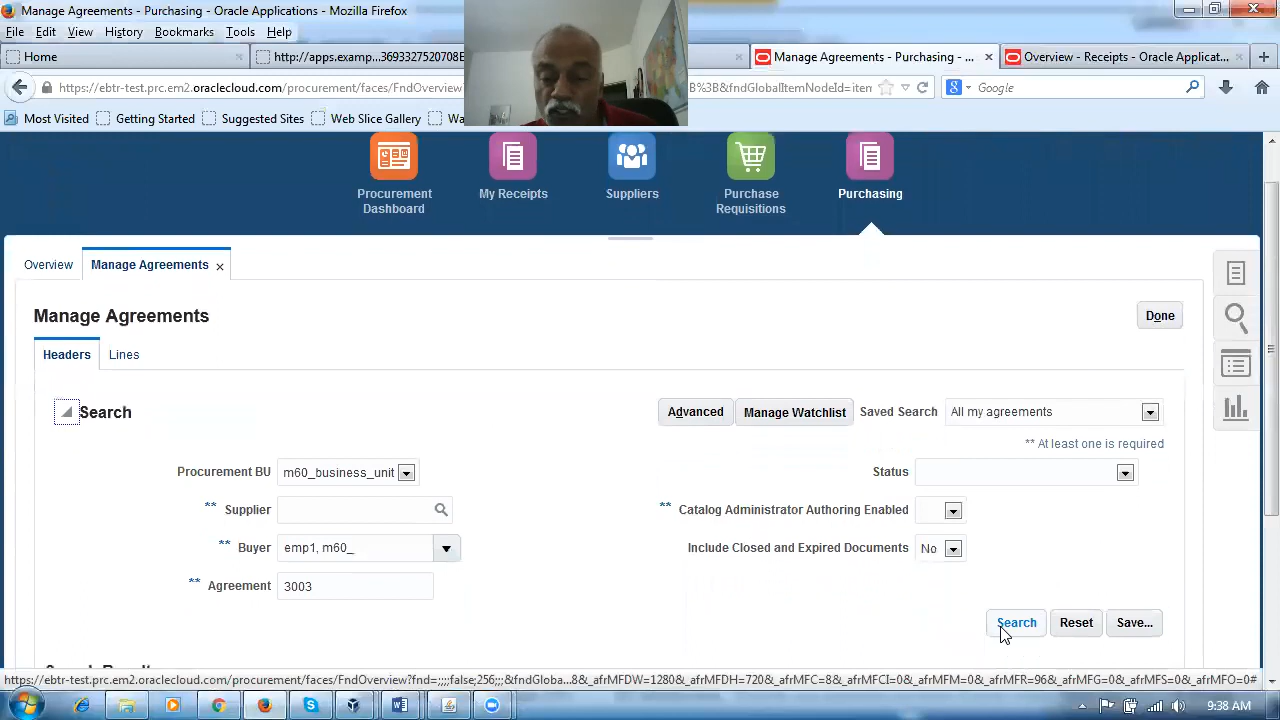 Manage Agreements - Purchasing - Oracle Applications - Mozilla Firefox
File Edit View History Bookmarks Tools Help
Home
http://apps.examp...3693327520708E
Manage Agreements - Purchasing - ...
Overview - Receipts - Oracle Applicat...
https://ebtr-test.prc.em2.oraclecloud.com/procurement/faces/FndOverview
B%3B&fndGlobalItemNodeId=item
Google
Most Visited Getting Started Suggested Sites Web Slice Gallery
Procurement Dashboard
My Receipts
Suppliers
Purchase Requisitions
Purchasing
Overview Manage Agreements
Manage Agreements
Done
Headers Lines
Search
Advanced Manage Watchlist Saved Search All my agreements
** At least one is required
Procurement BU m60_business_unit
Status
** Supplier
** Catalog Administrator Authoring Enabled
** Buyer emp1, m60_
Include Closed and Expired Documents No
** Agreement 3003
Search Reset Save...
https://ebtr-test.prc.em2.oraclecloud.com/procurement/faces/FndOverview?fnd=;;;;false;256;;;&fndGloba...8&_afrMFDW=1280&_afrMFDH=720&_afrMFC=8&_afrMFCI=0&_afrMFM=0&_afrMFR=96&_afrMFG=0&_afrMFS=0&_afrMFO=0#
9:38 AM